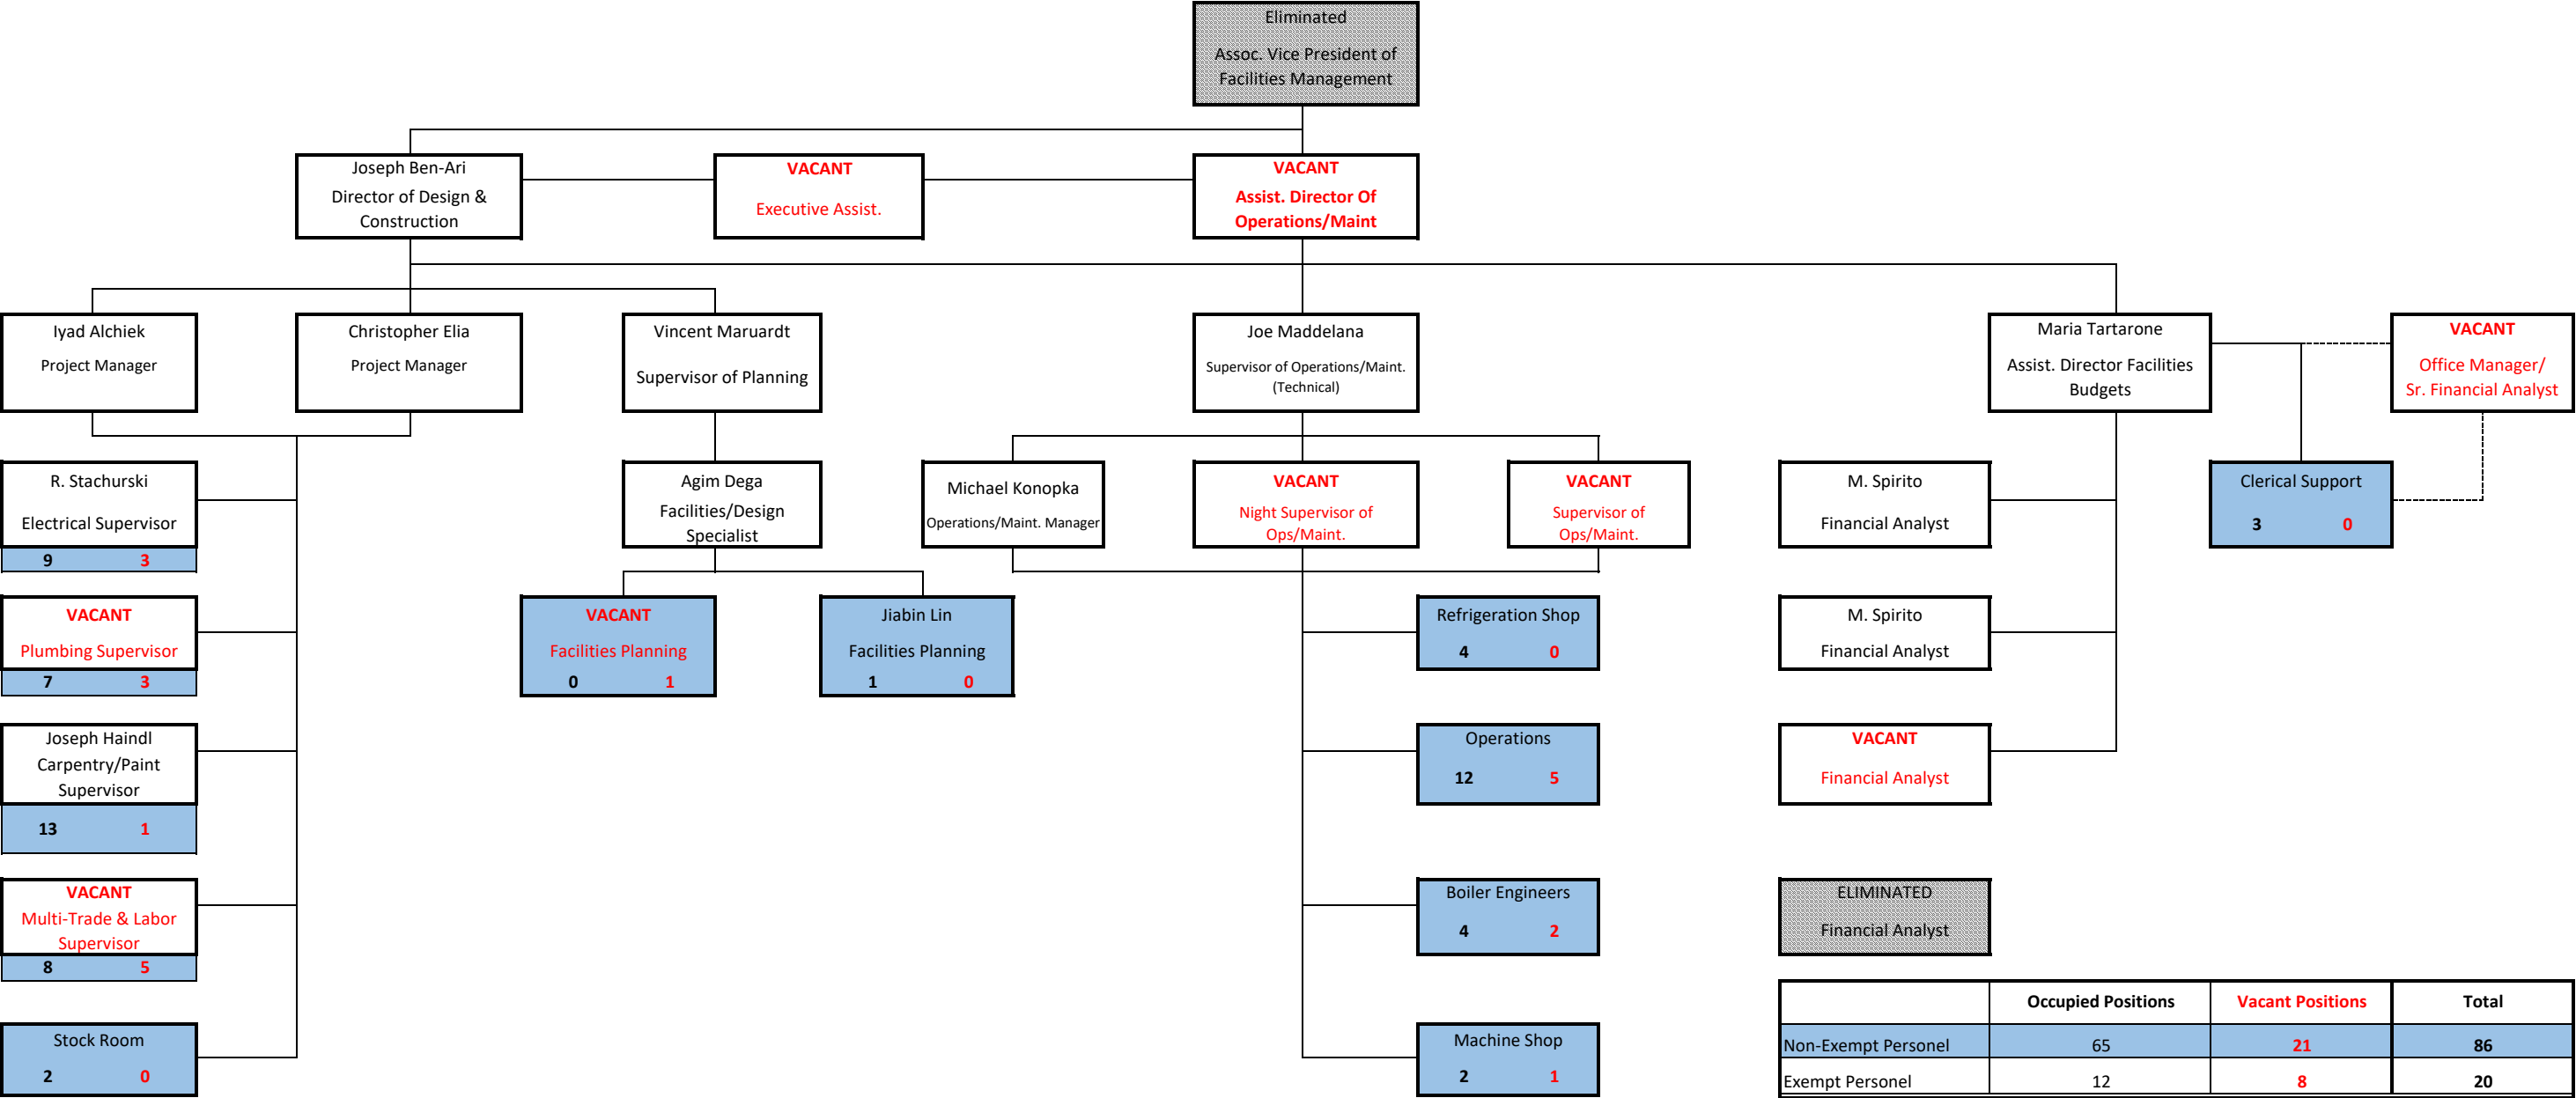 Eliminated
Assoc. Vice President of
Facilities Management
Joseph Ben-Ari
Director of Design &
Construction
VACANT
Executive Assist.
VACANT
Assist. Director Of
Operations/Maint
Iyad Alchiek
Project Manager
Christopher Elia
Project Manager
Vincent Maruardt
Supervisor of Planning
Joe Maddelana
Supervisor of Operations/Maint.
(Technical)
Maria Tartarone
Assist. Director Facilities
Budgets
VACANT
Office Manager/
Sr. Financial Analyst
R. Stachurski
Electrical Supervisor
9 3
Agim Dega
Facilities/Design
Specialist
Michael Konopka
Operations/Maint. Manager
VACANT
Night Supervisor of
Ops/Maint.
VACANT
Supervisor of
Ops/Maint.
M. Spirito
Financial Analyst
Clerical Support
3 0
VACANT
Plumbing Supervisor
7 3
VACANT
Facilities Planning
0 1
Jiabin Lin
Facilities Planning
1 0
Refrigeration Shop
4 0
M. Spirito
Financial Analyst
Joseph Haindl
Carpentry/Paint
Supervisor
13 1
Operations
12 5
VACANT
Financial Analyst
VACANT
Multi-Trade & Labor
Supervisor
8 5
Boiler Engineers
4 2
ELIMINATED
Financial Analyst
Stock Room
2 0
Machine Shop
2 1
Occupied Positions Vacant Positions Total
Non-Exempt Personel 65 21 86
Exempt Personel 12 8 20